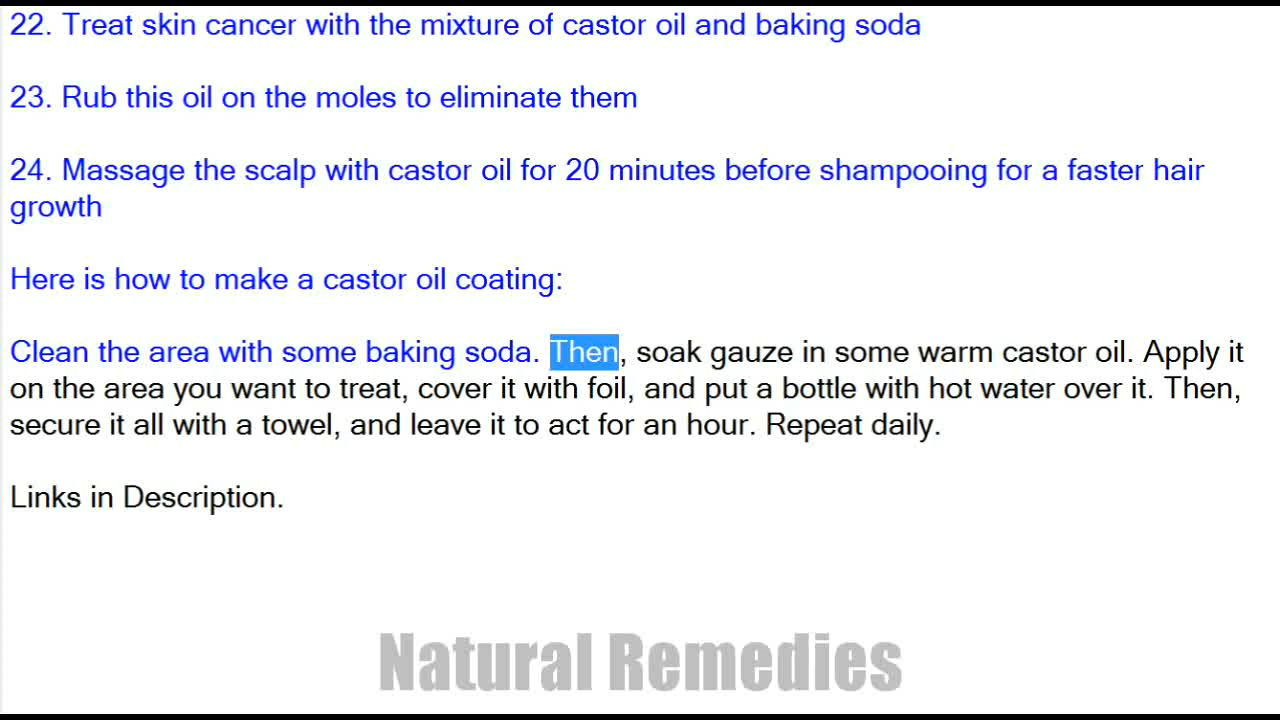 22. Treat skin cancer with the mixture of castor oil and baking soda
23. Rub this oil on the moles to eliminate them
24. Massage the scalp with castor oil for 20 minutes before shampooing for a faster hair
growth
Here is how to make a castor oil coating:
Clean the area with some baking soda. Then, soak gauze in some warm castor oil. Apply it
on the area you want to treat, cover it with foil, and put a bottle with hot water over it. Then,
secure it all with a towel, and leave it to act for an hour. Repeat daily.
Links in Description.
Natural Remedies